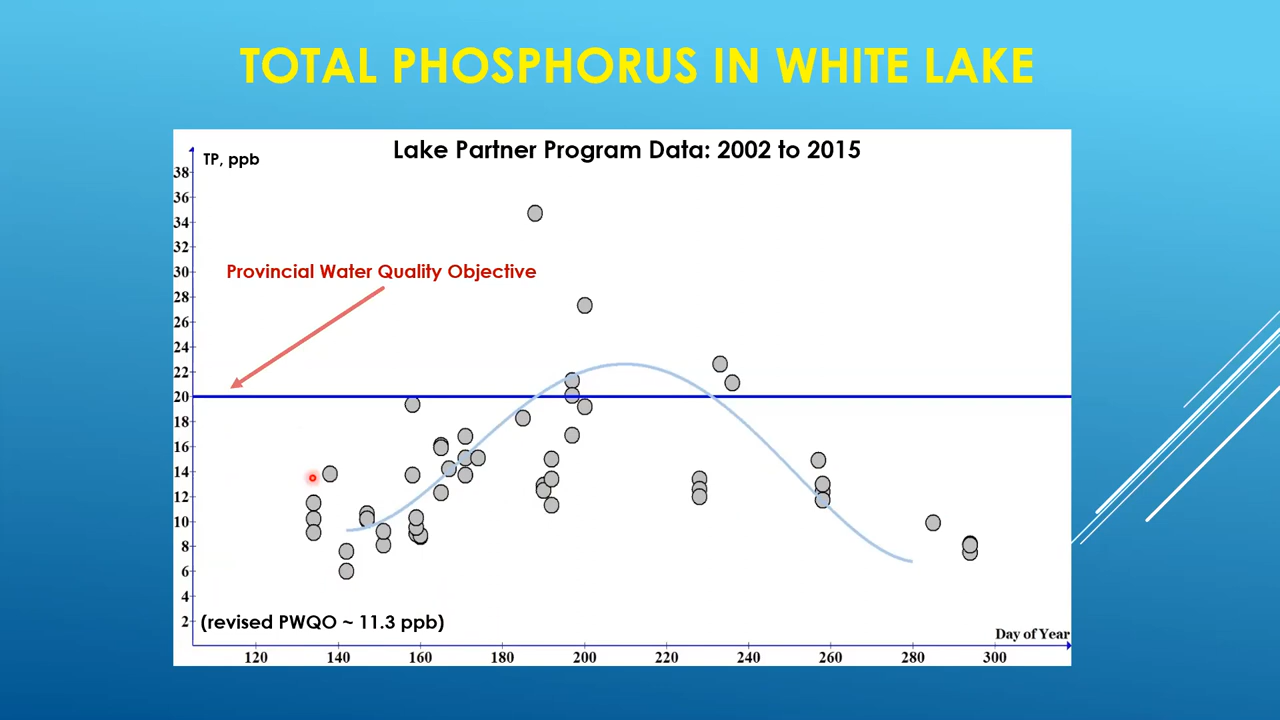 TOTAL PHOSPHORUS IN WHITE LAKE
Lake Partner Program Data: 2002 to 2015
TP, ppb
38
36
34
32
Provincial Water Quality Objective
30
28
26
24
22
20
18
16
14
12
10
8
6
4
2
(revised PWQO ~ 11.3 ppb)
Day of Year
120 140 160 180 200 220 240 260 280 300